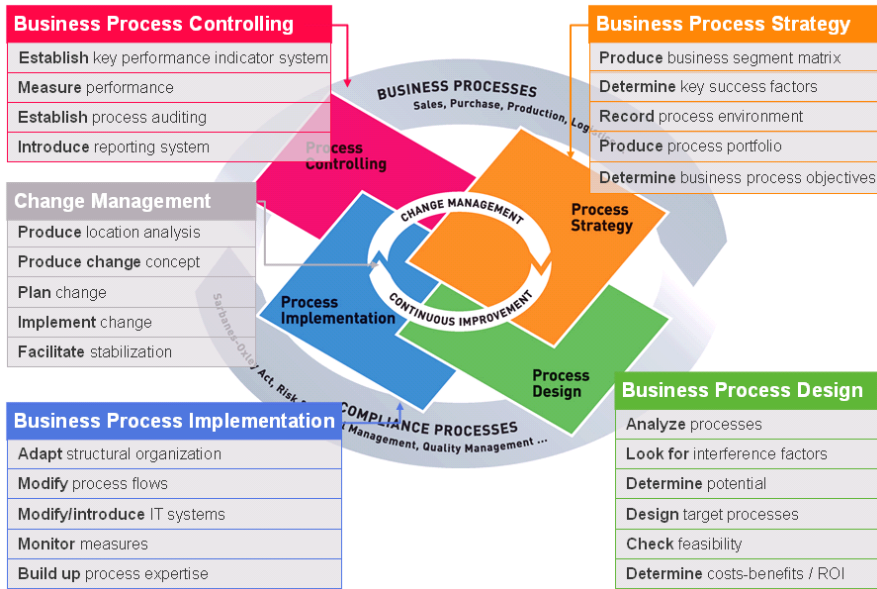 Business Process Controlling
Establish key performance indicator system
Measure performance
Establish process auditing
Introduce reporting system
Business Process Strategy
Produce business segment matrix
Determine key success factors
Record process environment
Produce process portfolio
Determine business process objectives
BUSINESS PROCESSES
Sales, Purchase, Production, Logistics
Process
Controlling
Process
Strategy
CHANGE MANAGEMENT
CONTINUOUS IMPROVEMENT
Process
Implementation
Process
Design
Change Management
Produce location analysis
Produce change concept
Plan change
Implement change
Facilitate stabilization
Sarbanes-Oxley Act, Risk
COMPLIANCE PROCESSES
Management, Quality Management ...
Business Process Implementation
Adapt structural organization
Modify process flows
Modify/introduce IT systems
Monitor measures
Build up process expertise
Business Process Design
Analyze processes
Look for interference factors
Determine potential
Design target processes
Check feasibility
Determine costs-benefits / ROI